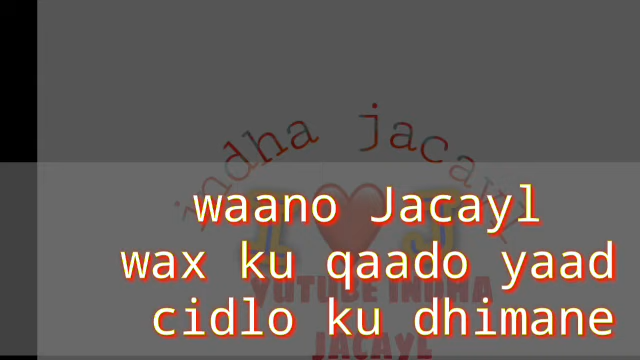 indha jacayl
waano Jacayl
I ❤ J
wax ku qaado yaad
YUTUBE INDHA
cidlo ku dhimane
JACAYL